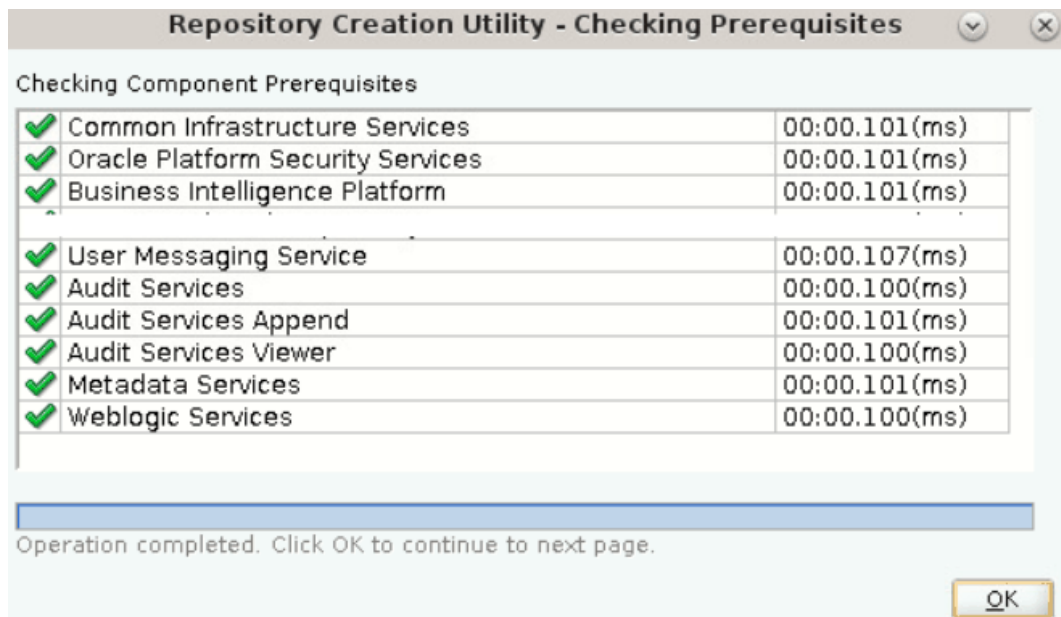 Repository Creation Utility - Checking Prerequisites
Checking Component Prerequisites
Common Infrastructure Services 00:00.101(ms)
Oracle Platform Security Services 00:00.101(ms)
Business Intelligence Platform 00:00.101(ms)
User Messaging Service 00:00.107(ms)
Audit Services 00:00.100(ms)
Audit Services Append 00:00.101(ms)
Audit Services Viewer 00:00.100(ms)
Metadata Services 00:00.101(ms)
Weblogic Services 00:00.100(ms)
Operation completed. Click OK to continue to next page.
OK